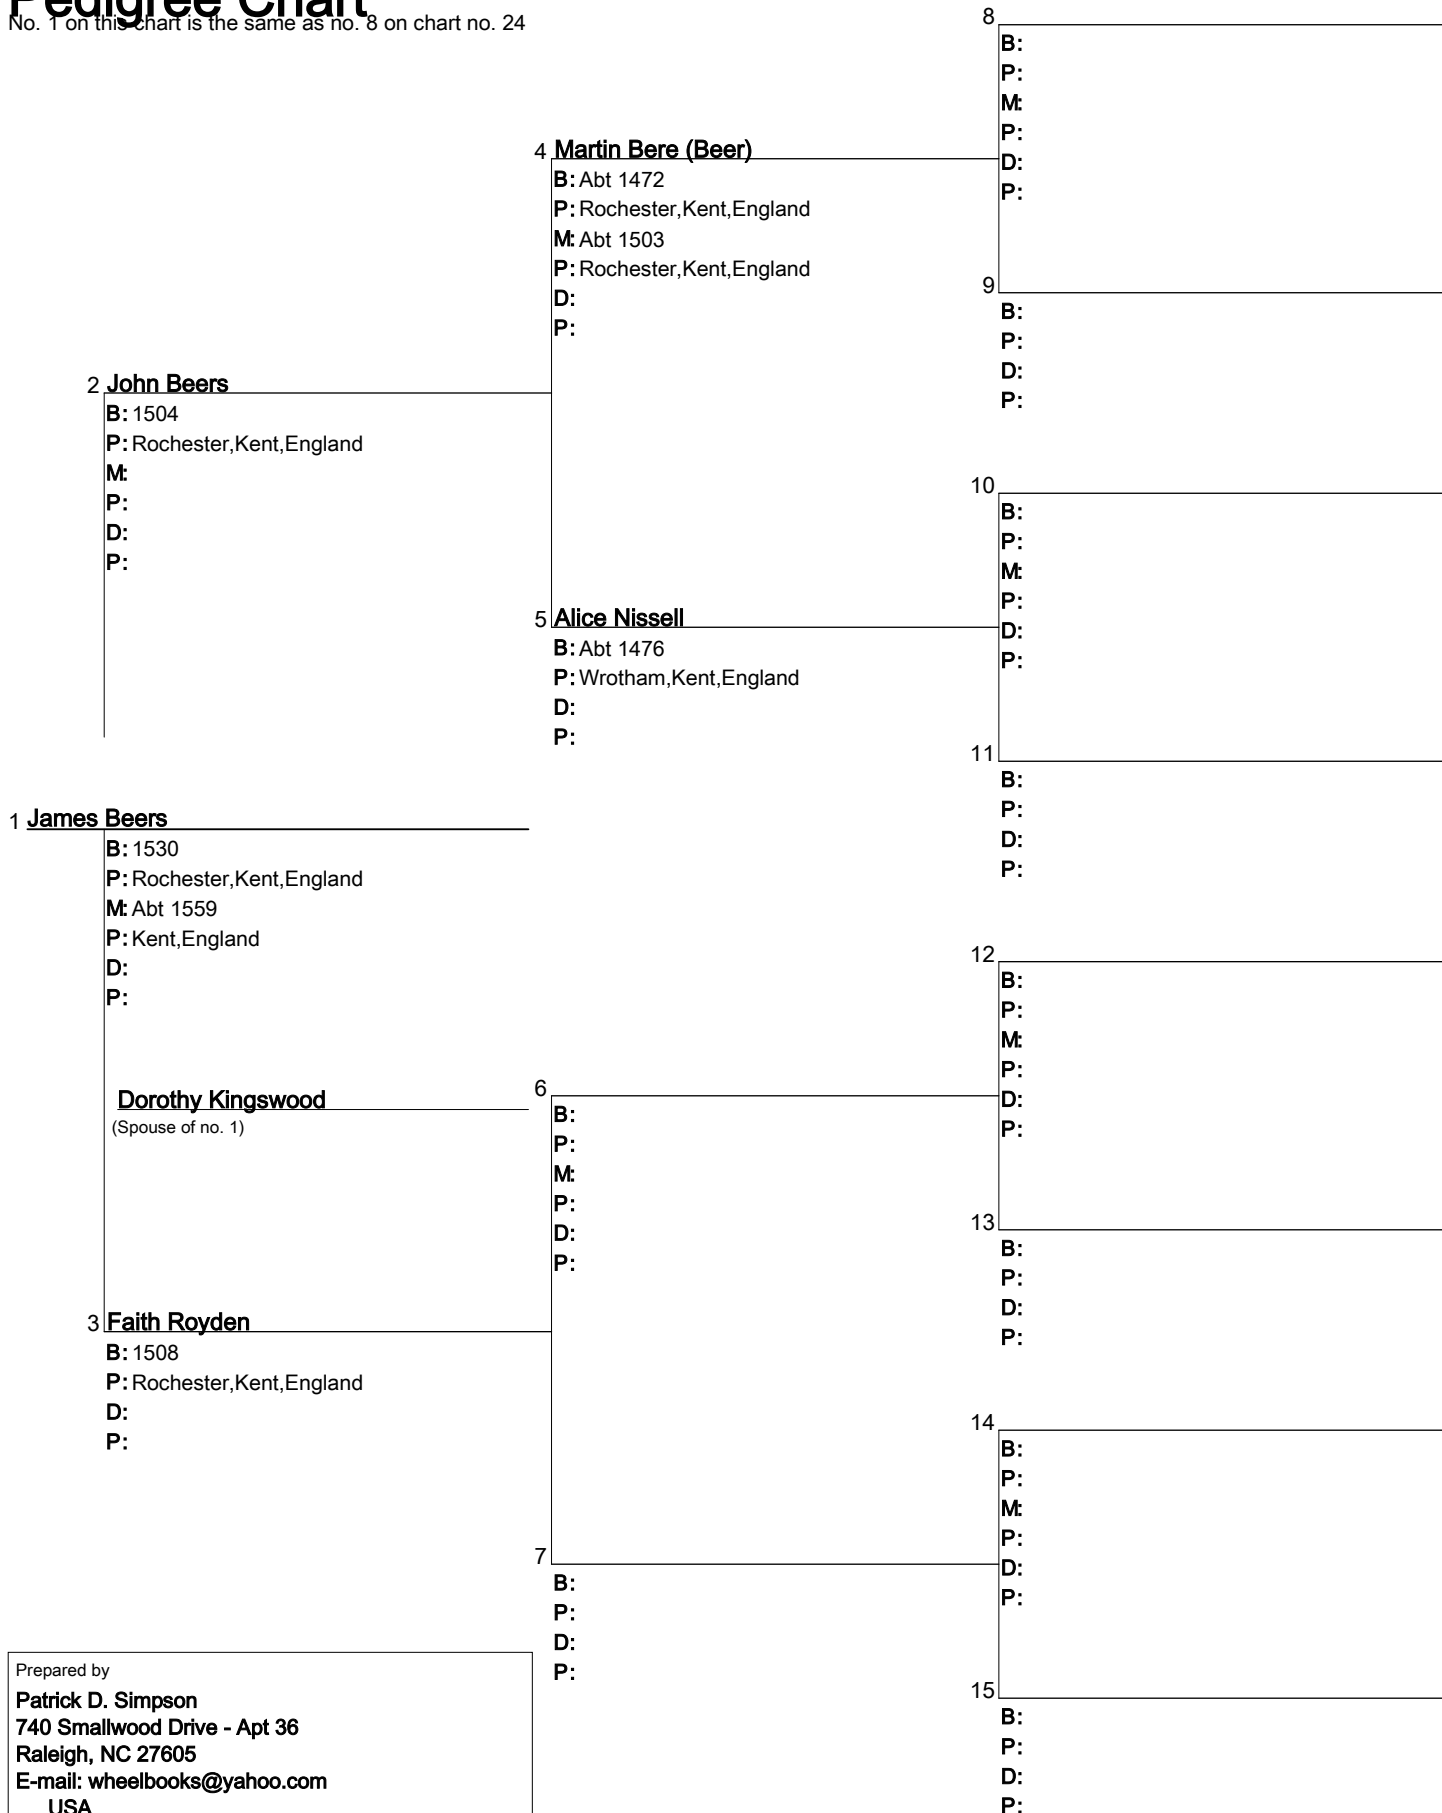 Pedigree Chart
No. 1 on this chart is the same as no. 8 on chart no. 24
8
B:
P:
M:
P:
D:
P:
4 Martin Bere (Beer)
B: Abt 1472
P: Rochester,Kent,England
M: Abt 1503
P: Rochester,Kent,England
D:
P:
9
B:
P:
D:
P:
2 John Beers
B: 1504
P: Rochester,Kent,England
M:
P:
D:
P:
10
B:
P:
M:
P:
D:
P:
5 Alice Nissell
B: Abt 1476
P: Wrotham,Kent,England
D:
P:
11
B:
P:
D:
P:
1 James Beers
B: 1530
P: Rochester,Kent,England
M: Abt 1559
P: Kent,England
D:
P:
12
B:
P:
M:
P:
D:
P:
Dorothy Kingswood
(Spouse of no. 1)
6
B:
P:
M:
P:
D:
P:
13
B:
P:
D:
P:
3 Faith Royden
B: 1508
P: Rochester,Kent,England
D:
P:
14
B:
P:
M:
P:
D:
P:
7
B:
P:
D:
P:
15
B:
P:
D:
P:
Prepared by
Patrick D. Simpson
740 Smallwood Drive - Apt 36
Raleigh, NC 27605
E-mail: wheelbooks@yahoo.com
USA